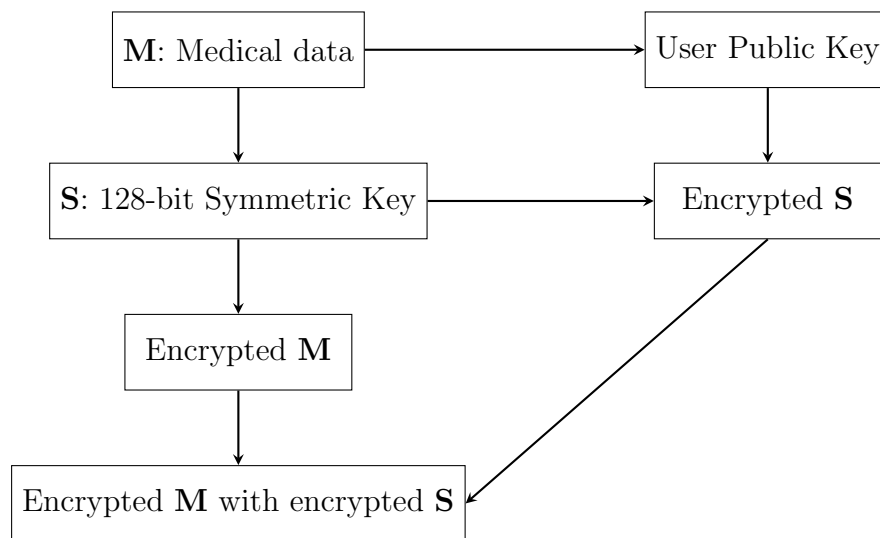 M: Medical data
User Public Key
S: 128-bit Symmetric Key
Encrypted S
Encrypted M
Encrypted M with encrypted S